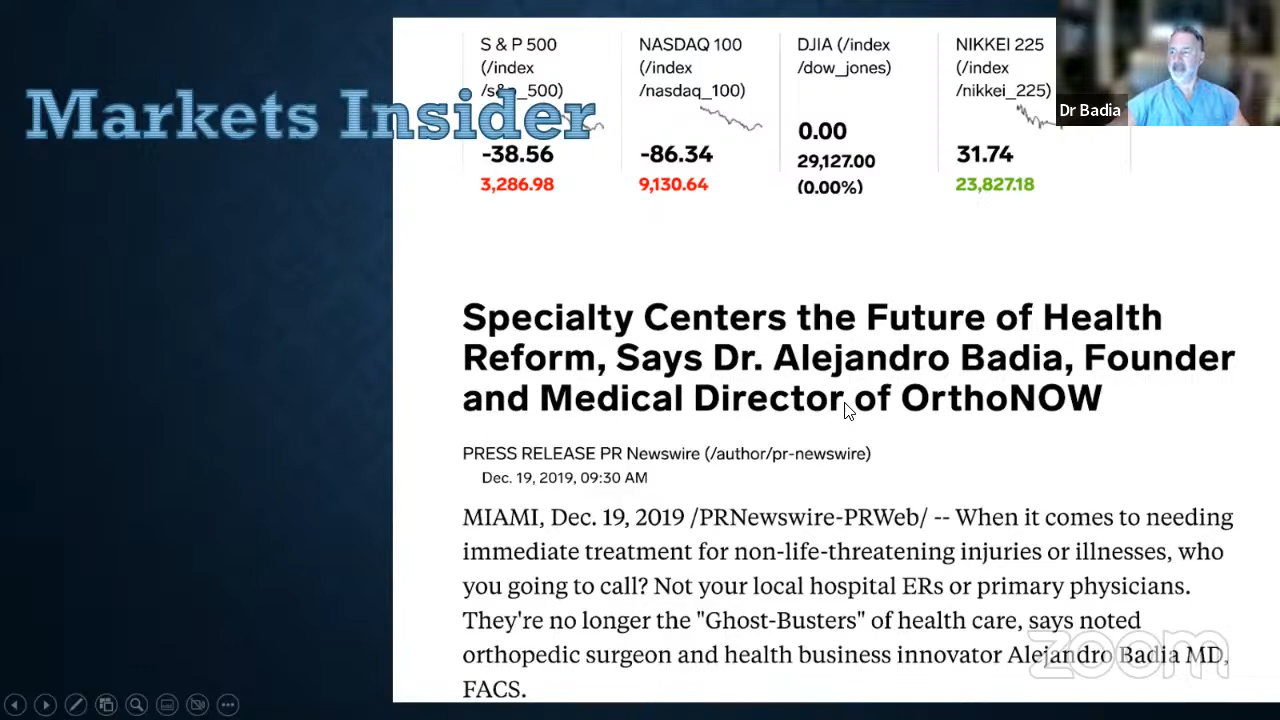 Markets Insider
S & P 500
(/index
/s&p_500)
-38.56
3,286.98
NASDAQ 100
(/index
/nasdaq_100)
-86.34
9,130.64
DJIA (/index
/dow_jones)
0.00
29,127.00
(0.00%)
NIKKEI 225
(/index
/nikkei_225)
31.74
23,827.18
Dr Badia
Specialty Centers the Future of Health
Reform, Says Dr. Alejandro Badia, Founder
and Medical Director of OrthoNOW
PRESS RELEASE PR Newswire (/author/pr-newswire)
Dec. 19, 2019, 09:30 AM
MIAMI, Dec. 19, 2019 /PRNewswire-PRWeb/ -- When it comes to needing
immediate treatment for non-life-threatening injuries or illnesses, who
you going to call? Not your local hospital ERs or primary physicians.
They're no longer the "Ghost-Busters" of health care, says noted
orthopedic surgeon and health business innovator Alejandro Badia MD,
FACS.
zoom